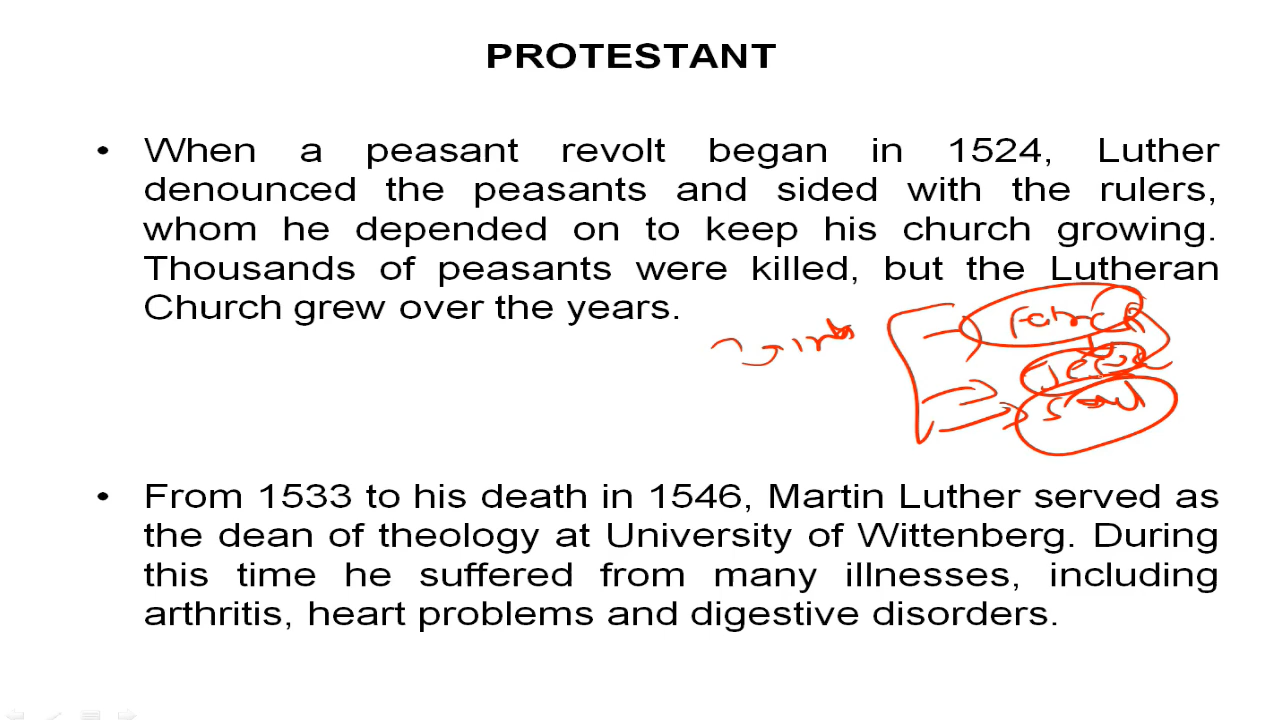 PROTESTANT
• When a peasant revolt began in 1524, Luther
denounced the peasants and sided with the rulers,
whom he depended on to keep his church growing.
Thousands of peasants were killed, but the Lutheran
Church grew over the years.
• From 1533 to his death in 1546, Martin Luther served as
the dean of theology at University of Wittenberg. During
this time he suffered from many illnesses, including
arthritis, heart problems and digestive disorders.